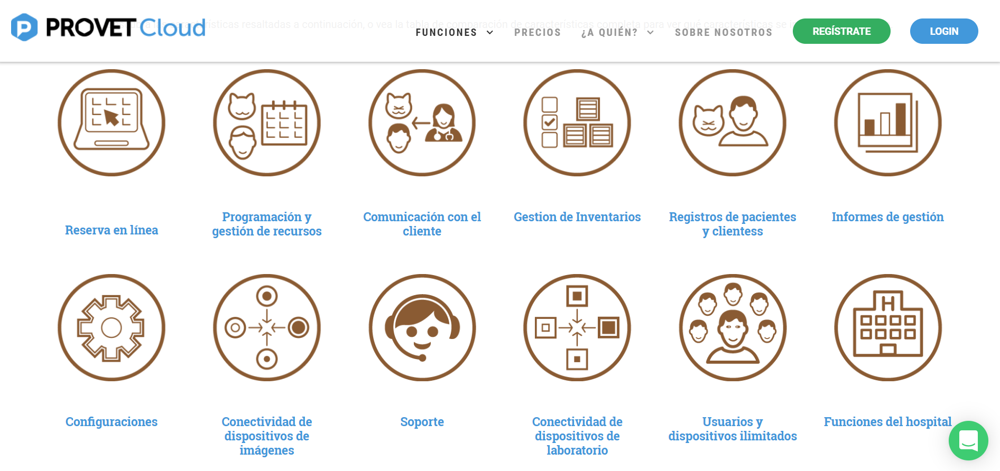 PROVET Cloud
las características resaltadas a continuación, o vea la tabla de comparación de características completa para ver qué características se
FUNCIONES
PRECIOS
¿A QUIÉN?
SOBRE NOSOTROS
REGÍSTRATE
LOGIN
Reserva en línea
Programación y
gestión de recursos
Comunicación con el
cliente
Gestion de Inventarios
Registros de pacientes
y clientess
Informes de gestión
H
Configuraciones
Conectividad de
dispositivos de
imágenes
Soporte
Conectividad de
dispositivos de
laboratorio
Usuarios y
dispositivos ilimitados
Funciones del hospital